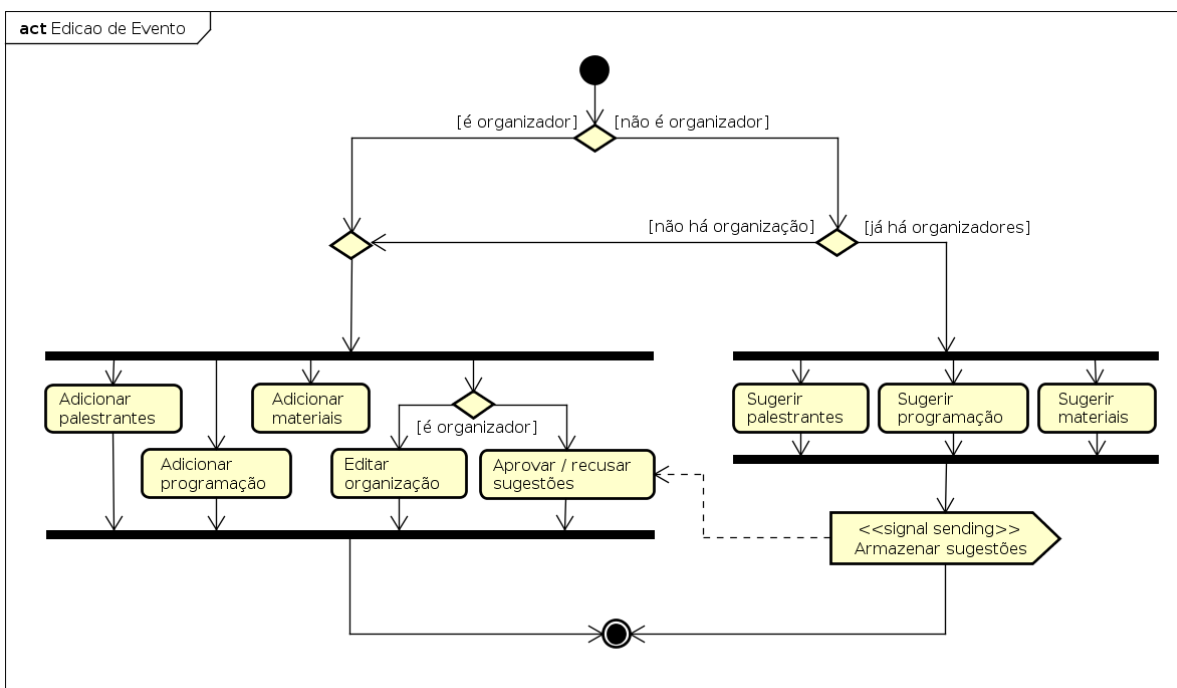 act Edicao de Evento
[é organizador]
[não é organizador]
[não há organização]
[já há organizadores]
Adicionar
palestrantes
Adicionar
materiais
[é organizador]
Adicionar
programação
Editar
organização
Aprovar / recusar
sugestões
Sugerir
palestrantes
Sugerir
programação
Sugerir
materiais
<<signal sending>>
Armazenar sugestões